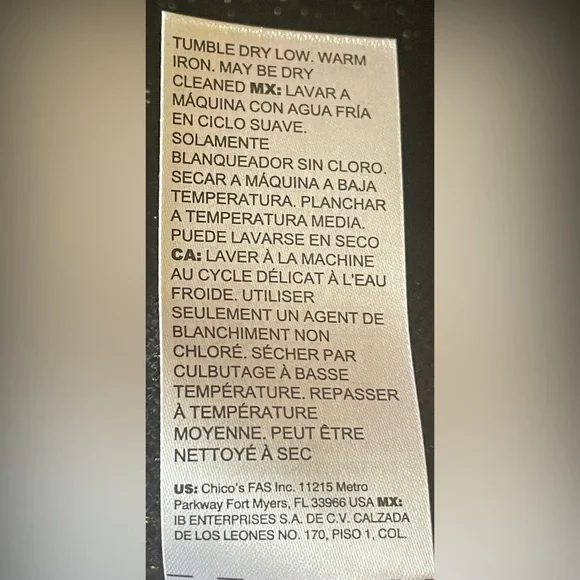 TUMBLE DRY LOW. WARM
IRON. MAY BE DRY
CLEANED MX: LAVAR A
MÁQUINA CON AGUA FRÍA
EN CICLO SUAVE.
SOLAMENTE
BLANQUEADOR SIN CLORO.
SECAR A MÁQUINA A BAJA
TEMPERATURA. PLANCHAR
A TEMPERATURA MEDIA.
PUEDE LAVARSE EN SECO
CA: LAVER À LA MACHINE
AU CYCLE DÉLICAT À L'EAU
FROIDE. UTILISER
SEULEMENT UN AGENT DE
BLANCHIMENT NON
CHLORÉ. SÉCHER PAR
CULBUTAGE À BASSE
TEMPÉRATURE. REPASSER
À TEMPÉRATURE
MOYENNE. PEUT ÊTRE
NETTOYÉ À SEC
US: Chico's FAS Inc. 11215 Metro
Parkway Fort Myers, FL 33966 USA MX:
IB ENTERPRISES S.A. DE C.V. CALZADA
DE LOS LEONES NO. 170, PISO 1, COL.